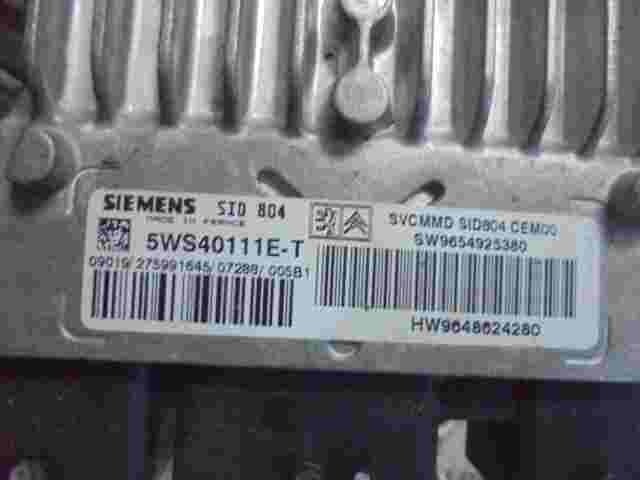 SIEMENS SID 804
MADE IN FRANCE
5WS40111E-T
09019/275991645/07288/005B1
SVCMMD SID804 CEM00
SW9654925380
HW9648624280